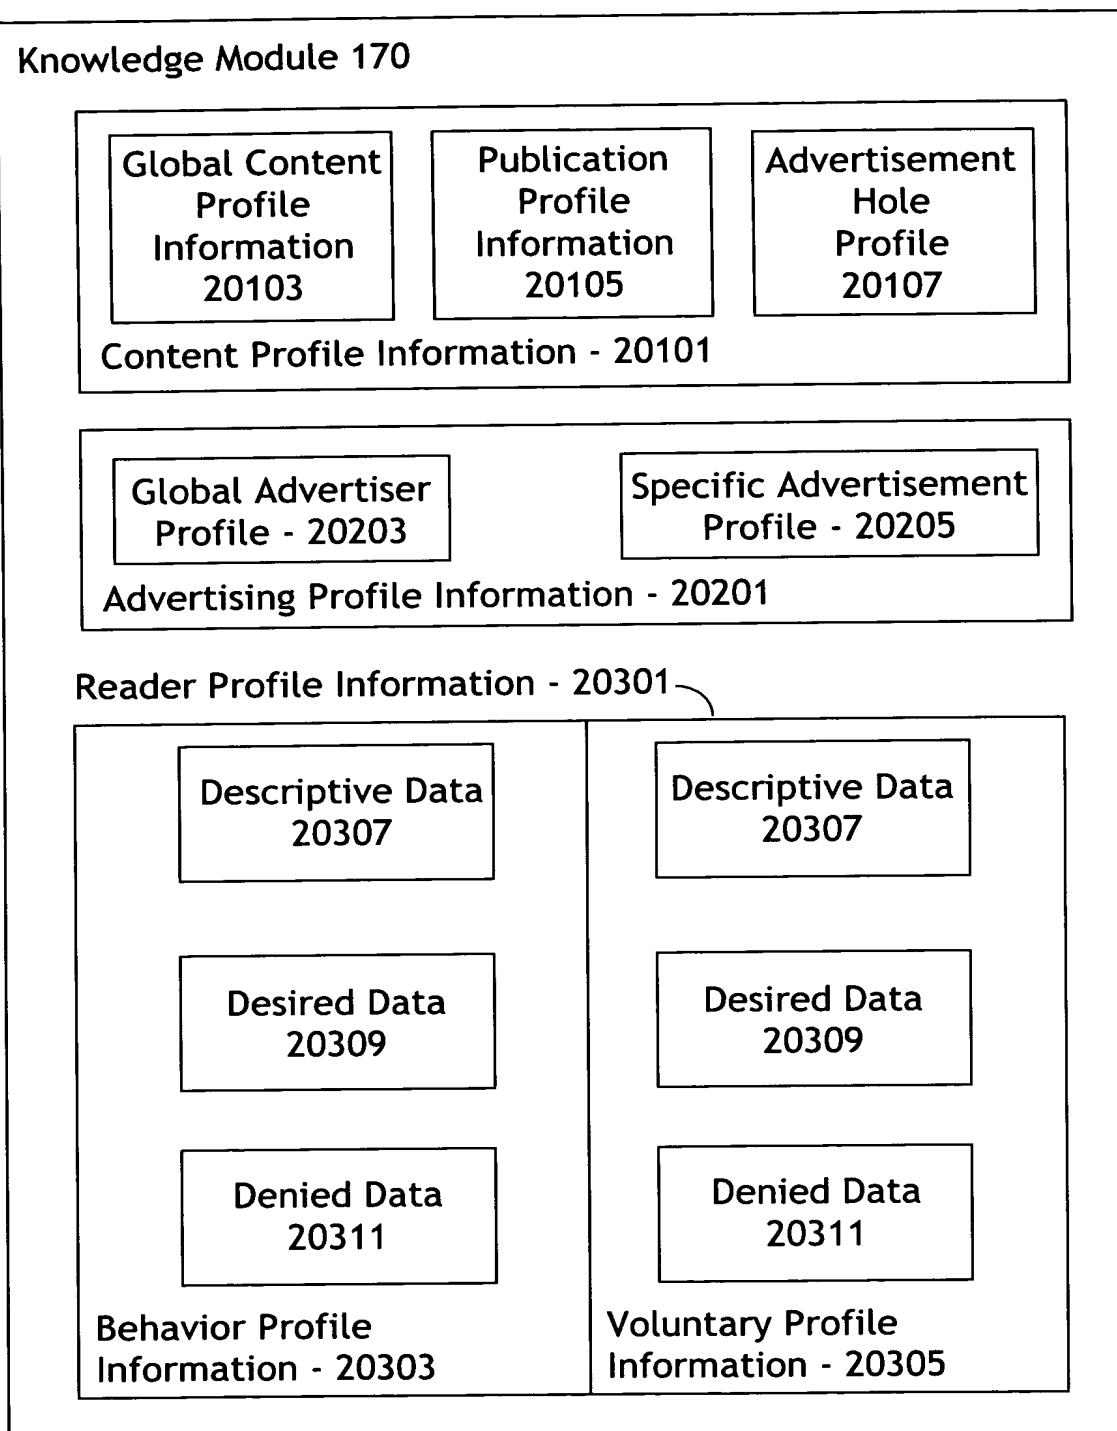 Knowledge Module 170
Global Content
Profile
Information
20103
Publication
Profile
Information
20105
Advertisement
Hole
Profile
20107
Content Profile Information - 20101
Global Advertiser
Profile - 20203
Specific Advertisement
Profile - 20205
Advertising Profile Information - 20201
Reader Profile Information - 20301
Descriptive Data
20307
Desired Data
20309
Denied Data
20311
Behavior Profile
Information - 20303
Descriptive Data
20307
Desired Data
20309
Denied Data
20311
Voluntary Profile
Information - 20305